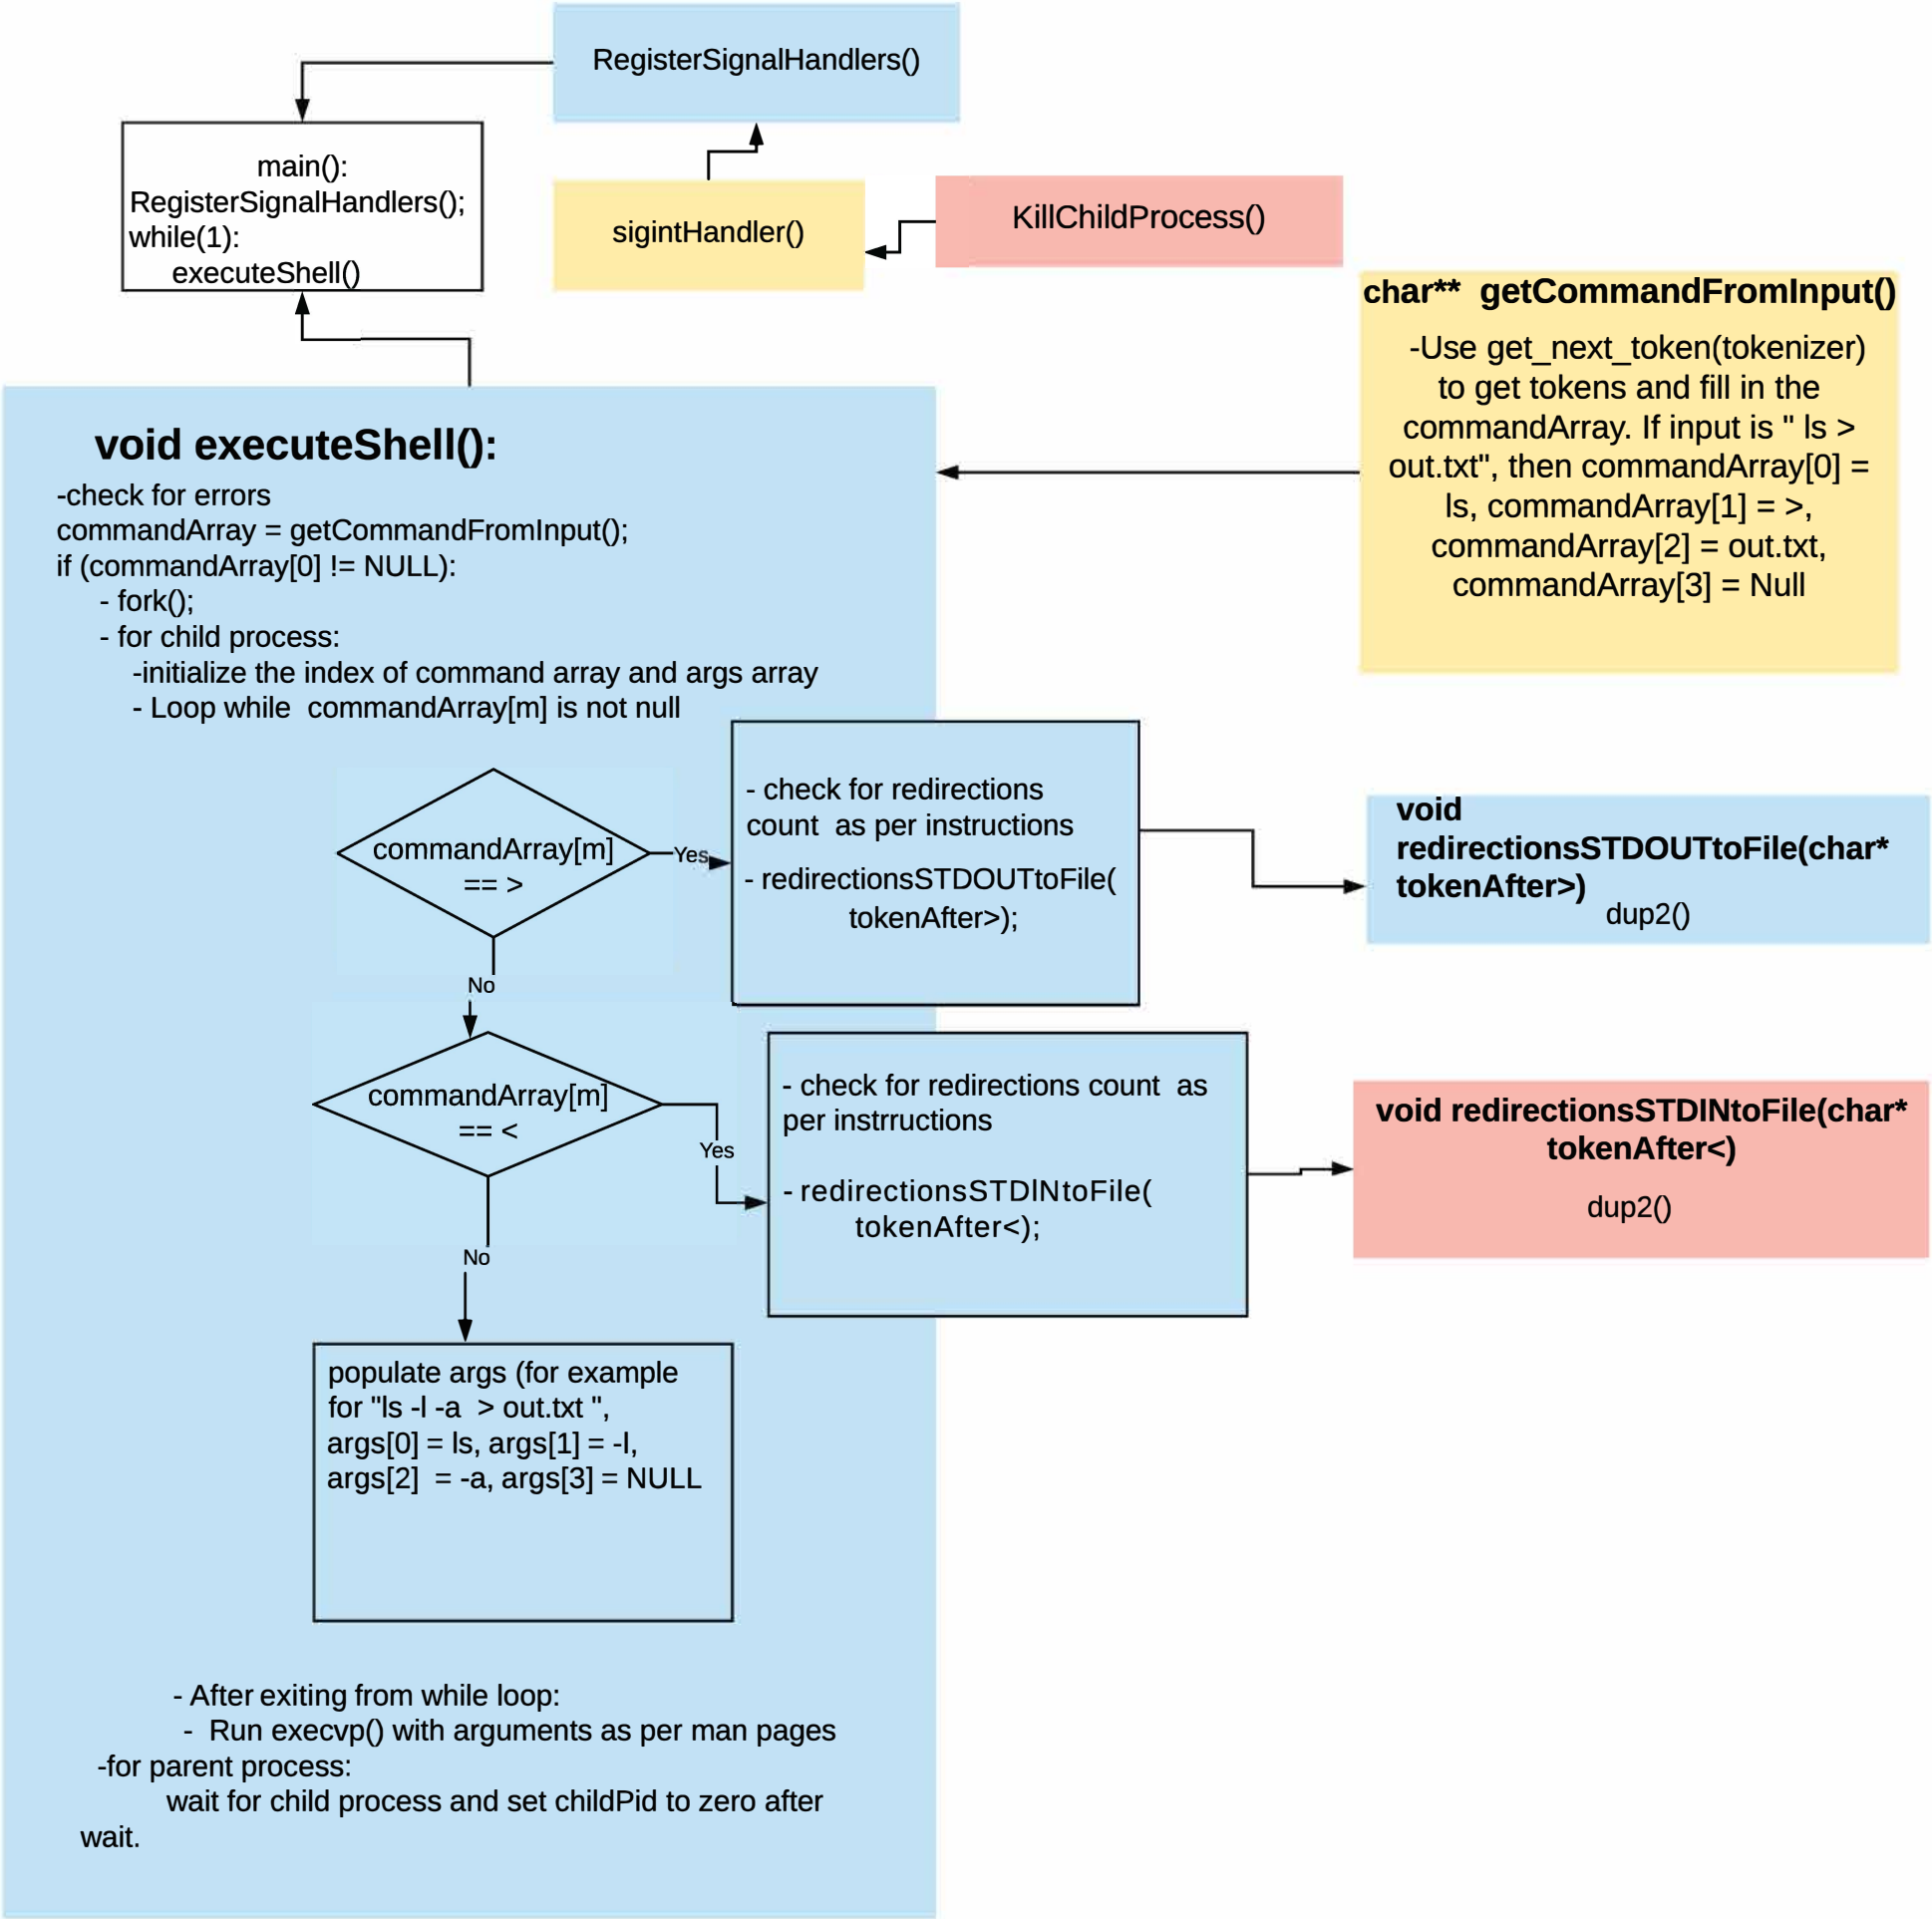 RegisterSignalHandlers()
main():
RegisterSignalHandlers();
while(1):
executeShell()
sigintHandler()
KillChildProcess()
char** getCommandFromInput()
-Use get_next_token(tokenizer)
to get tokens and fill in the
commandArray. If input is " ls >
out.txt", then commandArray[0] =
ls, commandArray[1] = >,
commandArray[2] = out.txt,
commandArray[3] = Null
void executeShell():
-check for errors
commandArray = getCommandFromInput();
if (commandArray[0] != NULL):
- fork();
- for child process:
-initialize the index of command array and args array
- Loop while commandArray[m] is not null
commandArray[m]
== >
Yes
- check for redirections
count as per instructions
- redirectionsSTDOUTtoFile(
tokenAfter>);
void
redirectionsSTDOUTtoFile(char*
tokenAfter>)
dup2()
No
commandArray[m]
== <
Yes
- check for redirections count as
per instrructions
- redirectionsSTDINtoFile(
tokenAfter<);
void redirectionsSTDINtoFile(char*
tokenAfter<)
dup2()
No
populate args (for example
for "ls -l -a > out.txt ",
args[0] = ls, args[1] = -l,
args[2] = -a, args[3] = NULL
- After exiting from while loop:
- Run execvp() with arguments as per man pages
-for parent process:
wait for child process and set childPid to zero after
wait.